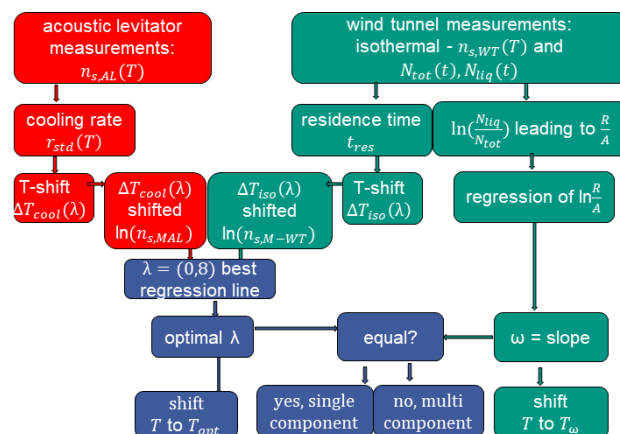 acoustic levitator
measurements:
n_{s,AL}(T)
wind tunnel measurements:
isothermal - n_{s,WT}(T) and
N_{tot}(t), N_{liq}(t)
cooling rate
r_{std}(T)
residence time
t_{res}
ln(N_{liq}/N_{tot}) leading to R/A
T-shift
ΔT_{cool}(λ)
ΔT_{cool}(λ)
shifted
ln(n_{s,MAL})
ΔT_{iso}(λ)
shifted
ln(n_{s,M-WT})
T-shift
ΔT_{iso}(λ)
regression of ln R/A
λ = (0,8) best
regression line
optimal λ
equal?
ω = slope
shift
T to T_{opt}
yes, single
component
no, multi
component
shift
T to T_ω